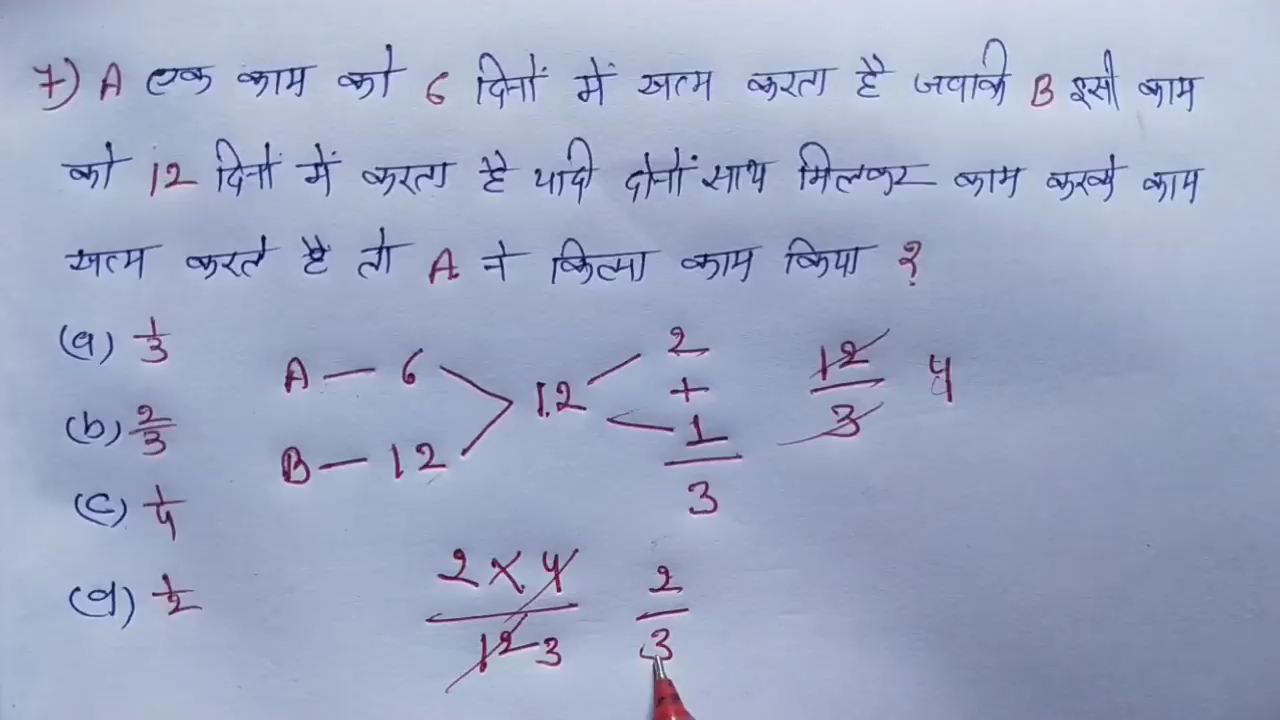 7) A एक काम को 6 दिनों में खत्म करता है जबकि B इसी काम
को 12 दिनों में करता है यदि दोनों साथ मिलकर काम करके काम
खत्म करते है तो A ने कितना काम किया ?
(a) 1/3
(b) 2/3
(c) 1/4
(d) 1/2
A — 6
B — 12
12
2
+
1
3
12/3 4
2 × 4
12 3
2/3